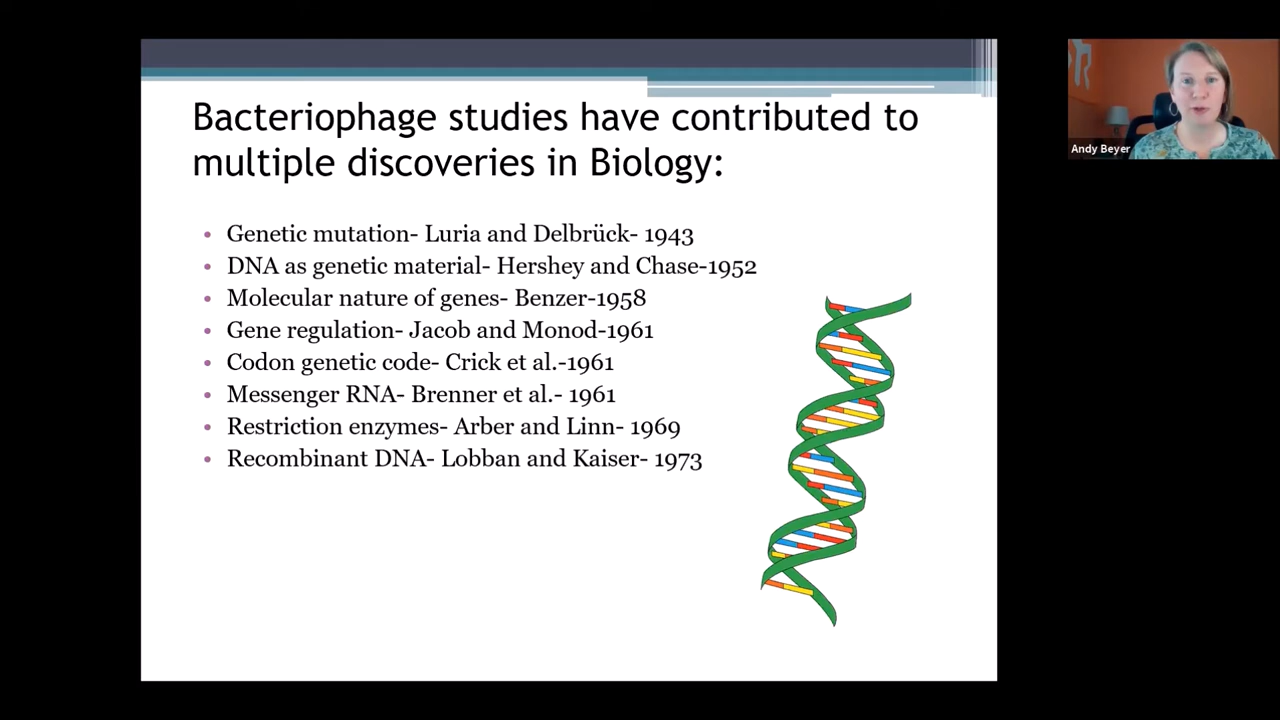 Bacteriophage studies have contributed to
multiple discoveries in Biology:
• Genetic mutation- Luria and Delbrück- 1943
• DNA as genetic material- Hershey and Chase-1952
• Molecular nature of genes- Benzer-1958
• Gene regulation- Jacob and Monod-1961
• Codon genetic code- Crick et al.-1961
• Messenger RNA- Brenner et al.- 1961
• Restriction enzymes- Arber and Linn- 1969
• Recombinant DNA- Lobban and Kaiser- 1973
Andy Beyer